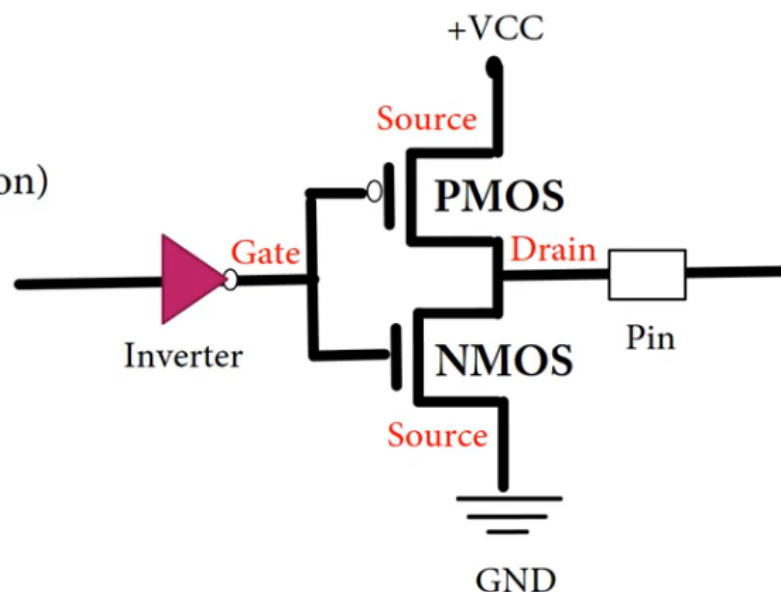 +VCC
Source
on)
PMOS
Gate
Drain
Inverter
Pin
NMOS
Source
GND